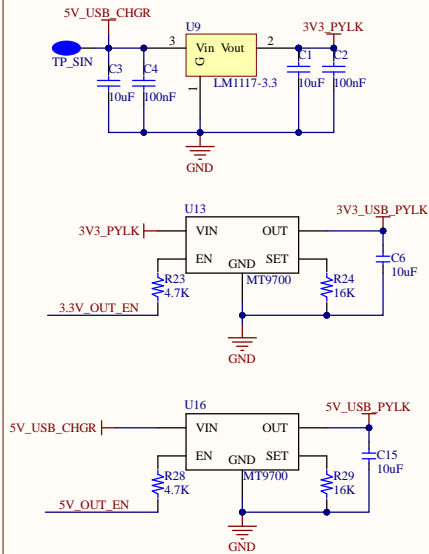 5V_USB_CHGR
U9
3V3_PYLK
3
Vin Vout
2
TP_SIN
G
C3
C4
C1
C2
1
LM1117-3.3
10uF
100nF
10uF
100nF
GND
U13
3V3_USB_PYLK
3V3_PYLK
VIN
OUT
EN
SET
C6
10uF
GND
R23
4.7K
MT9700
R24
16K
3.3V_OUT_EN
GND
U16
5V_USB_PYLK
5V_USB_CHGR
VIN
OUT
EN
GND
SET
C15
10uF
R28
4.7K
MT9700
R29
16K
5V_OUT_EN
GND